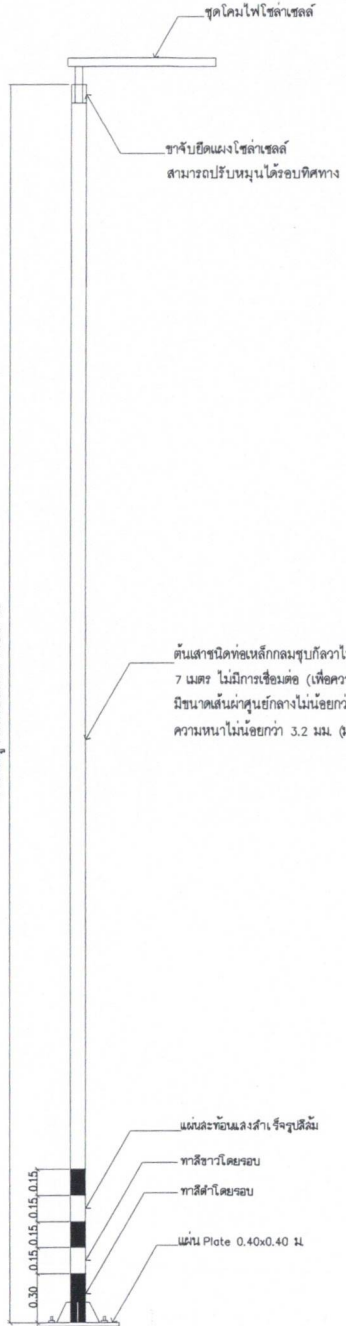 ชุดโคมไฟโซล่าเซลล์
ขาจับยึดแผงโซล่าเซลล์
สามารถปรับหมุนได้รอบทิศทาง
ต้นเสาชนิดท่อเหล็กกลมชุบกัลวาไ
7 เมตร ไม่มีการเชื่อมต่อ (เพื่อควา
มีขนาดเส้นผ่าศูนย์กลางไม่น้อยกว่
ความหนาไม่น้อยกว่า 3.2 มม.
แผ่นสะท้อนแสงสำเร็จรูปสีส้ม
ทาสีขาวโดยรอบ
ทาสีดำโดยรอบ
แผ่น Plate 0.40x0.40 ม.
0.15
0.15
0.15
0.15
0.30